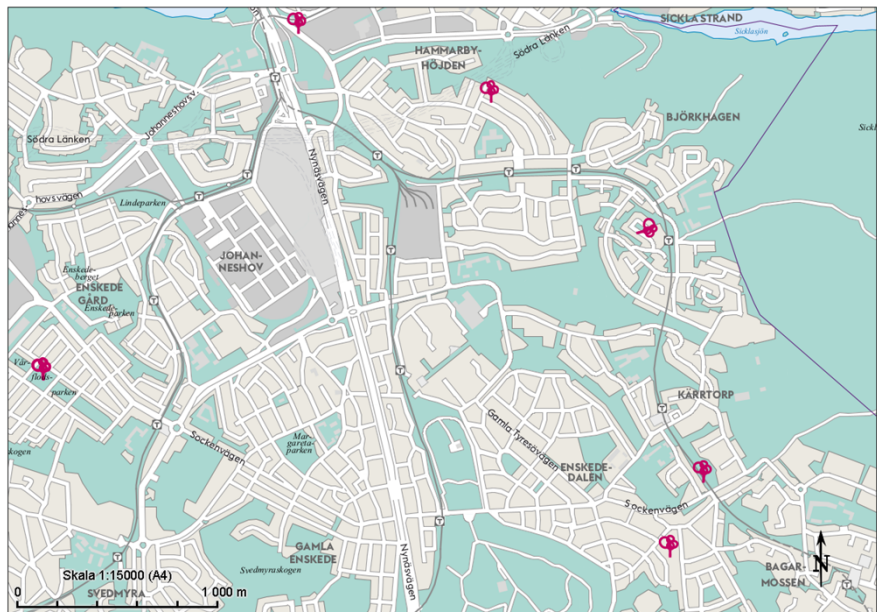 SICKLA STRAND
Sicklasjön
HAMMARBY-
HÖJDEN
Södra Länken
Johanneshovsv.
Södra Länken
Nynäsvägen
BJÖRKHAGEN
hovsvägen
Lindeparken
JOHAN-
NESHOV
Enskede-
berget
ENSKEDE
GÅRD
Enskede-
parken
Vår-
flods-
parken
KÄRRTORP
Sockenvägen
Mar-
gareta-
parken
Gamla Tyresövägen
ENSKEDE-
DALEN
Sockenvägen
GAMLA
ENSKEDE
Nynäsvägen
Svedmyraskogen
BAGAR-
MOSSEN
N
Skala 1:15000 (A4)
0 1 000 m
SVEDMYRA